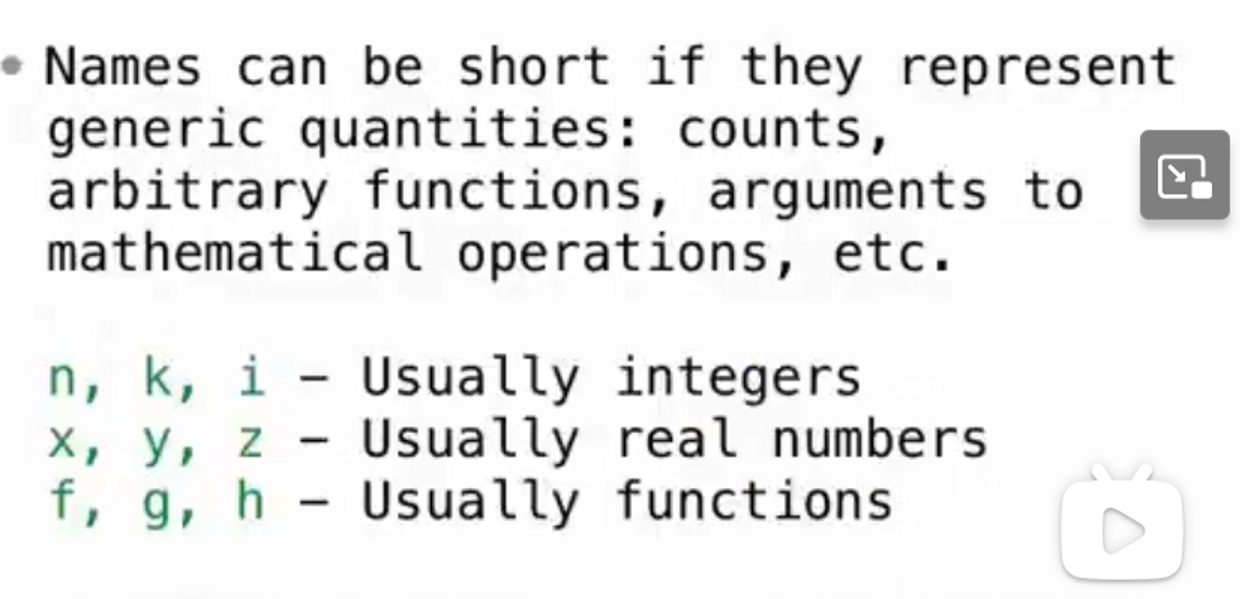 • Names can be short if they represent
generic quantities: counts,
arbitrary functions, arguments to
mathematical operations, etc.
n, k, i – Usually integers
x, y, z – Usually real numbers
f, g, h – Usually functions